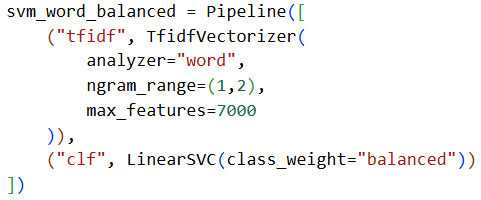 svm_word_balanced = Pipeline([
    ("tfidf", TfidfVectorizer(
        analyzer="word",
        ngram_range=(1,2),
        max_features=7000
    )),
    ("clf", LinearSVC(class_weight="balanced"))
])